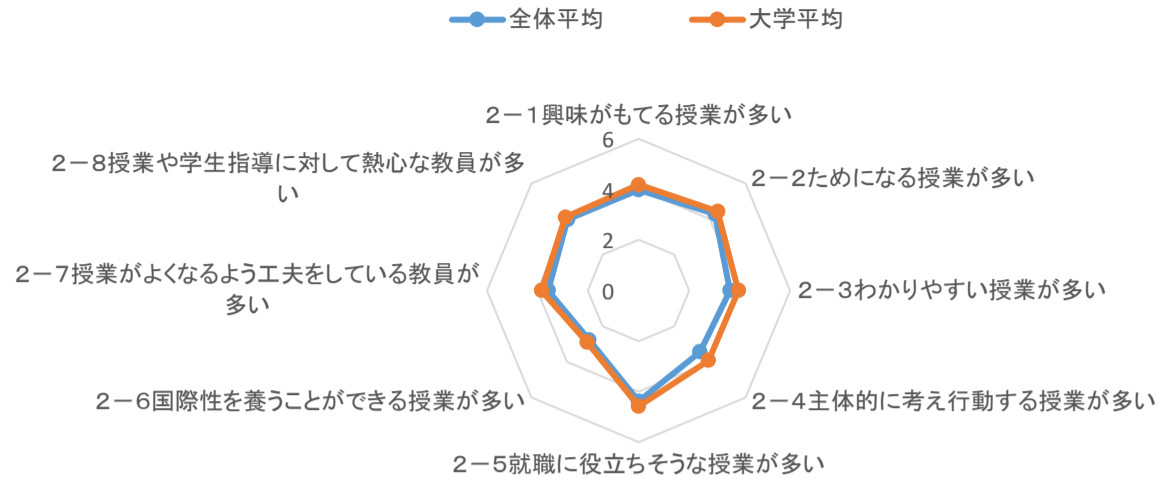 全体平均
大学平均
2－1興味がもてる授業が多い
2－2ためになる授業が多い
2－3わかりやすい授業が多い
2－4主体的に考え行動する授業が多い
2－5就職に役立ちそうな授業が多い
2－6国際性を養うことができる授業が多い
2－7授業がよくなるよう工夫をしている教員が
多い
2－8授業や学生指導に対して熱心な教員が多
い
6
4
2
0